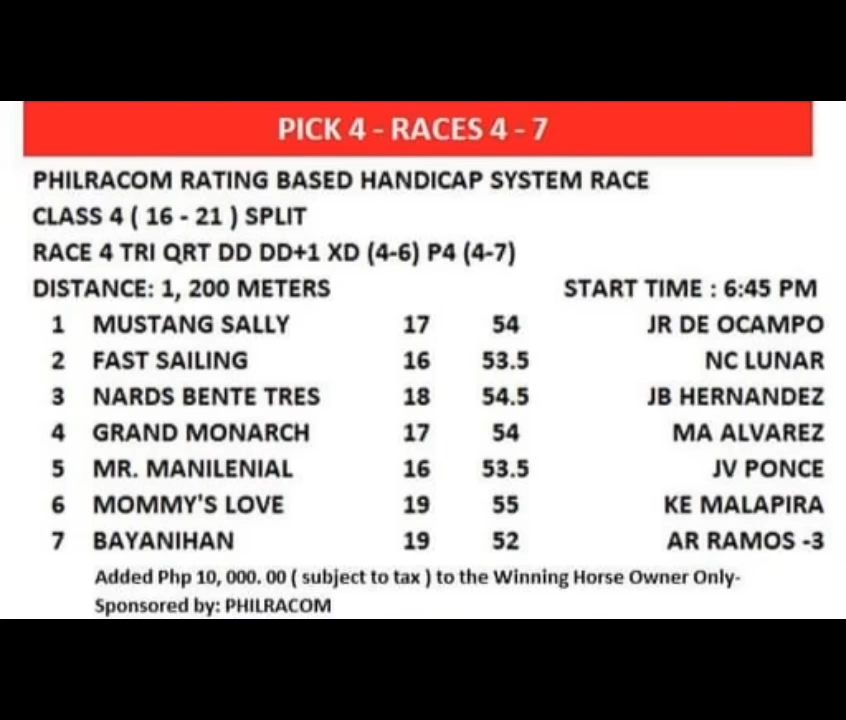 PICK 4 - RACES 4 - 7
PHILRACOM RATING BASED HANDICAP SYSTEM RACE
CLASS 4 ( 16 - 21 ) SPLIT
RACE 4 TRI QRT DD DD+1 XD (4-6) P4 (4-7)
DISTANCE: 1, 200 METERS START TIME : 6:45 PM
1 MUSTANG SALLY 17 54 JR DE OCAMPO
2 FAST SAILING 16 53.5 NC LUNAR
3 NARDS BENTE TRES 18 54.5 JB HERNANDEZ
4 GRAND MONARCH 17 54 MA ALVAREZ
5 MR. MANILENIAL 16 53.5 JV PONCE
6 MOMMY'S LOVE 19 55 KE MALAPIRA
7 BAYANIHAN 19 52 AR RAMOS -3
Added Php 10, 000. 00 ( subject to tax ) to the Winning Horse Owner Only-
Sponsored by: PHILRACOM